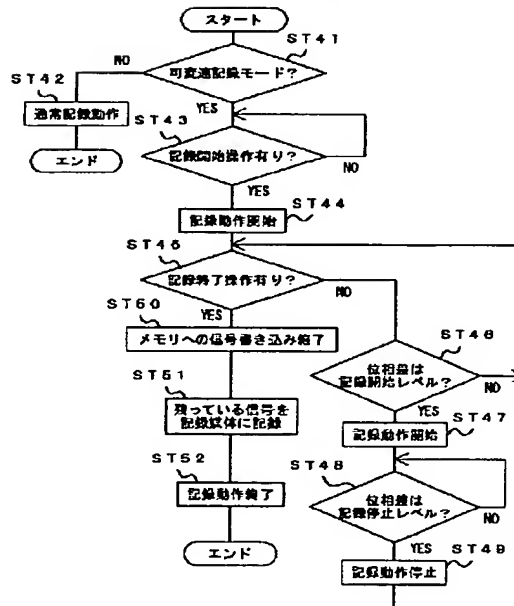 スタート
ST41
可変速記録モード?
NO
YES
ST42
通常記録動作
エンド
ST43
記録開始操作有り?
NO
YES
ST44
記録動作開始
ST45
記録終了操作有り?
NO
YES
ST50
メモリへの信号書き込み終了
ST51
残っている信号を
記録媒体に記録
ST52
記録動作終了
エンド
ST46
位相差は
記録開始レベル?
NO
YES
ST47
記録動作開始
ST48
位相差は
記録停止レベル?
NO
YES
ST49
記録動作停止